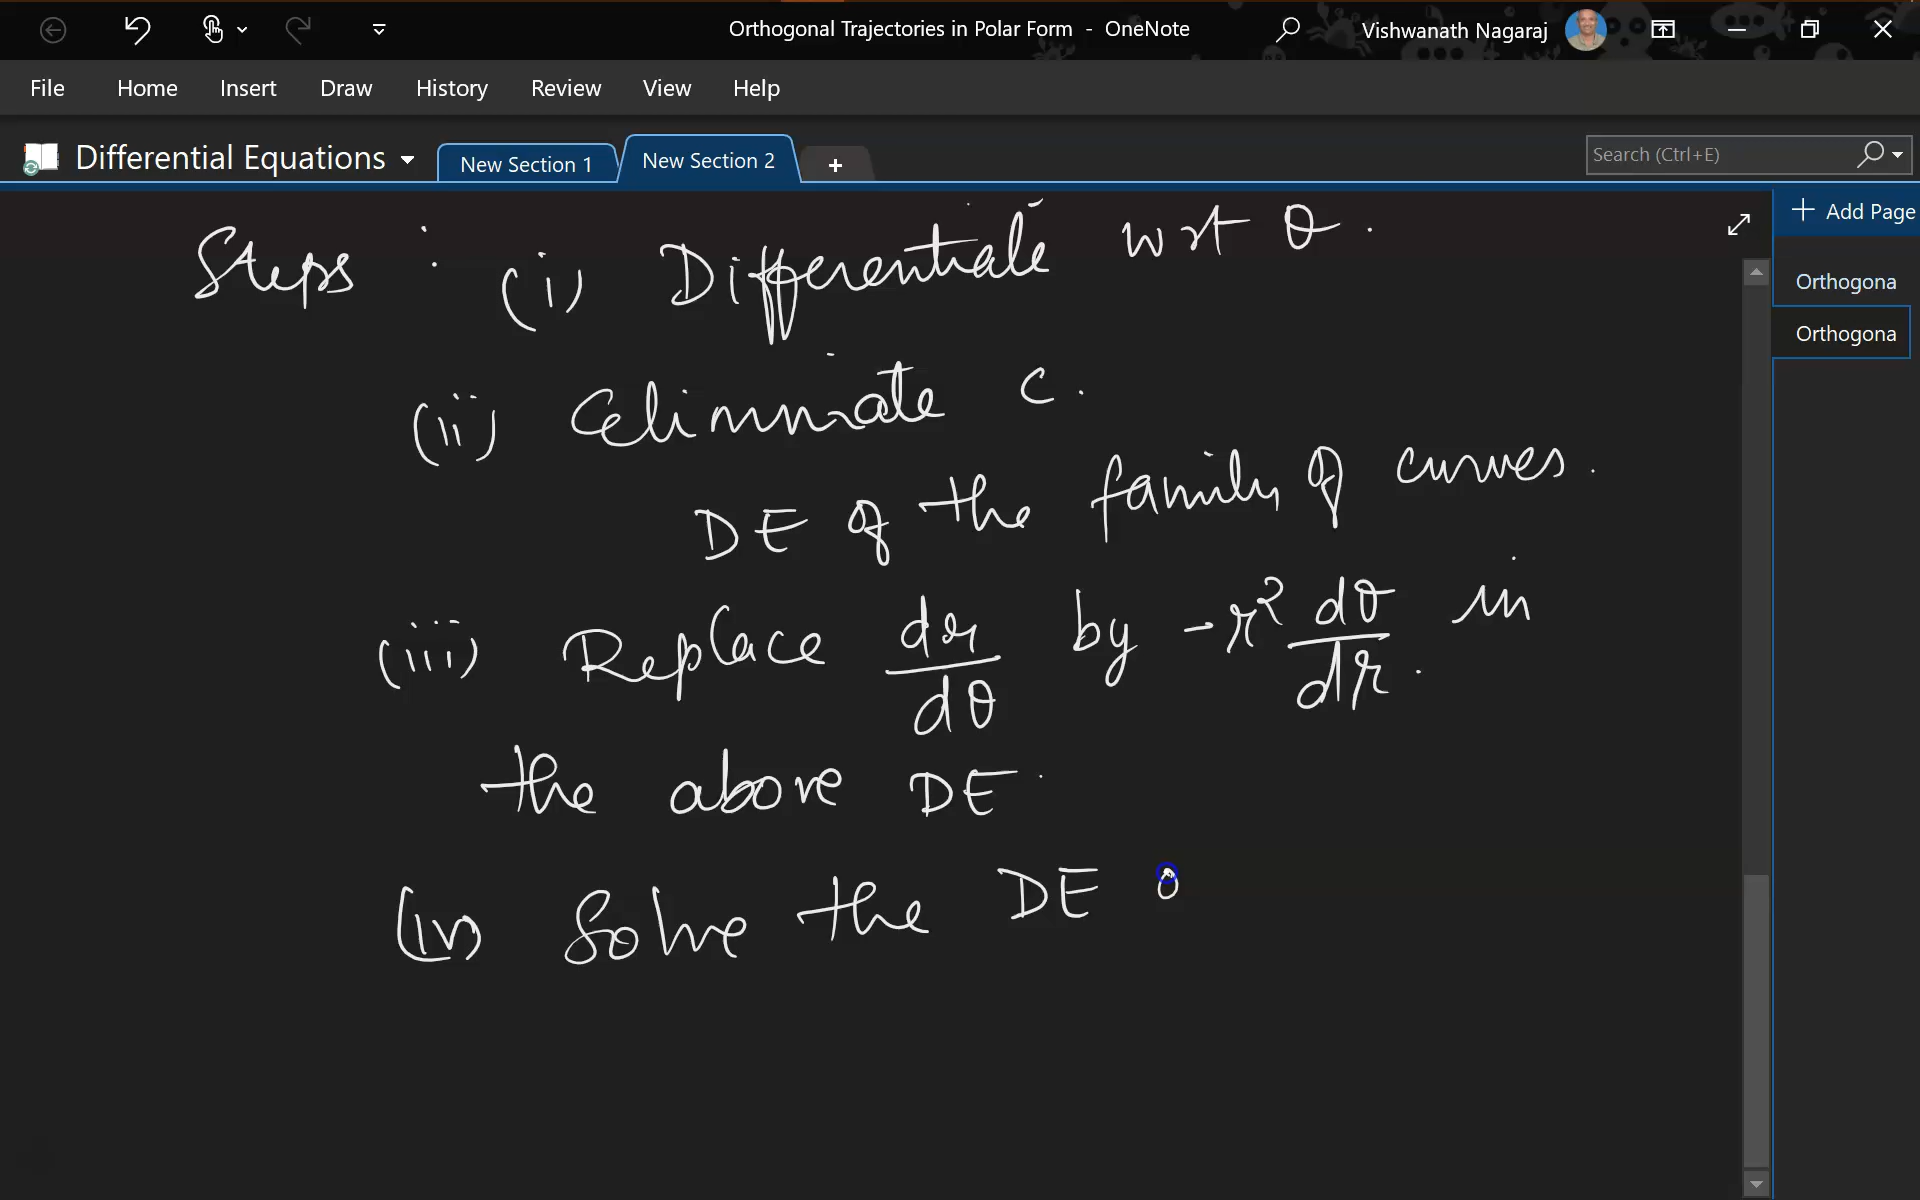 Orthogonal Trajectories in Polar Form - OneNote
Vishwanath Nagaraj
File Home Insert Draw History Review View Help
Differential Equations New Section 1 New Section 2 +
Search (Ctrl+E)
+ Add Page
Orthogona
Orthogona
Steps : (i) Differentiate wrt θ.
(ii) Eliminate c.
DE of the family of curves.
(iii) Replace dr/dθ by -r² dθ/dr. in
the above DE.
(iv) Solve the DE o